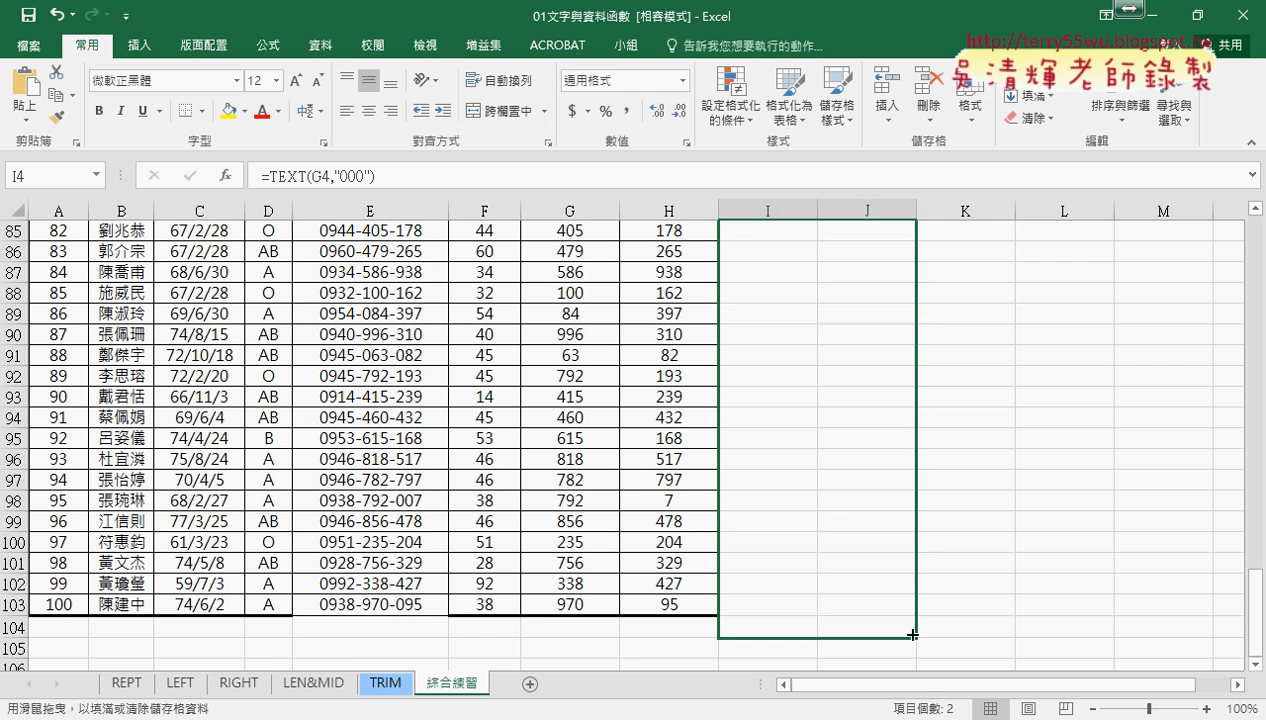 01文字與資料函數 [相容模式] - Excel
http://terry55wu.blogspot.
吳清輝老師錄製
檔案 常用 插入 版面配置 公式 資料 校閱 檢視 增益集 ACROBAT 小組 告訴我您想要執行的動作... 共用
貼上 微軟正黑體 12 自動換列 通用格式 設定格式化的條件 格式化為表格 儲存格樣式 插入 刪除 格式 填滿 排序與篩選 尋找與選取
B I U 跨欄置中 $ % , 清除
剪貼簿 字型 對齊方式 數值 樣式 儲存格 編輯
I4 =TEXT(G4,"000")
A B C D E F G H I J K L M
85 82 劉兆恭 67/2/28 O 0944-405-178 44 405 178
86 83 郭介宗 67/2/28 AB 0960-479-265 60 479 265
87 84 陳喬甫 68/6/30 A 0934-586-938 34 586 938
88 85 施威民 67/2/28 O 0932-100-162 32 100 162
89 86 陳淑玲 69/6/30 A 0954-084-397 54 84 397
90 87 張佩珊 74/8/15 AB 0940-996-310 40 996 310
91 88 鄭傑宇 72/10/18 AB 0945-063-082 45 63 82
92 89 李思瑢 72/2/20 O 0945-792-193 45 792 193
93 90 戴君恬 66/11/3 AB 0914-415-239 14 415 239
94 91 蔡佩娟 69/6/4 AB 0945-460-432 45 460 432
95 92 呂姿儀 74/4/24 B 0953-615-168 53 615 168
96 93 杜宜潾 75/8/24 A 0946-818-517 46 818 517
97 94 張怡婷 70/4/5 A 0946-782-797 46 782 797
98 95 張琬琳 68/2/27 A 0938-792-007 38 792 7
99 96 江信則 77/3/25 AB 0946-856-478 46 856 478
100 97 符惠鈞 61/3/23 O 0951-235-204 51 235 204
101 98 黃文杰 74/5/8 AB 0928-756-329 28 756 329
102 99 黃瓊瑩 59/7/3 A 0992-338-427 92 338 427
103 100 陳建中 74/6/2 A 0938-970-095 38 970 95
104
105
106
REPT LEFT RIGHT LEN&MID TRIM 綜合練習
用滑鼠拖曳，以填滿或清除儲存格資料 項目個數: 2 100%